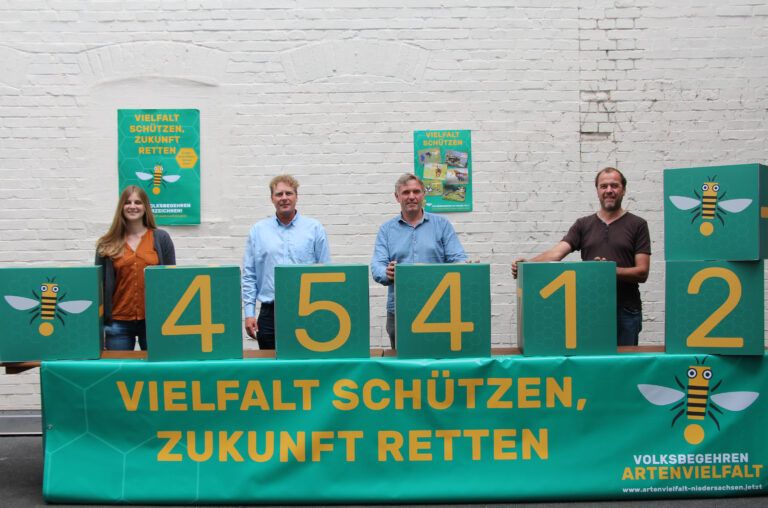 VIELFALT
SCHÜTZEN,
ZUKUNFT
RETTEN
VOLKSBEGEHREN
VIELFALT
SCHÜTZEN
4 5 4 1 2
VIELFALT SCHÜTZEN,
ZUKUNFT RETTEN
VOLKSBEGEHREN
ARTENVIELFALT
www.artenvielfalt-niedersachsen.jetzt